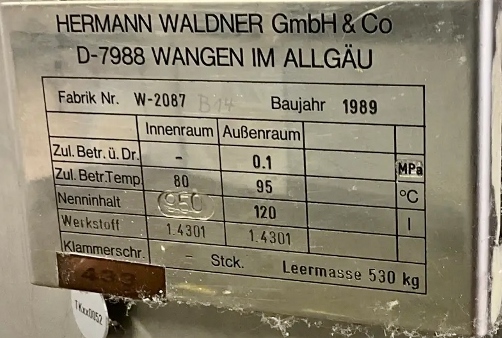 HERMANN WALDNER GmbH & Co
D-7988 WANGEN IM ALLGÄU
Fabrik Nr. W-2087 B14 Baujahr 1989
Innenraum Außenraum
Zul. Betr. ü. Dr. - 0.1 MPa
Zul. Betr.Temp. 80 95 °C
Nenninhalt 950 120 l
Werkstoff 1.4301 1.4301
Klammerschr. - Stck. Leermasse 530 kg
433
TKxx0052